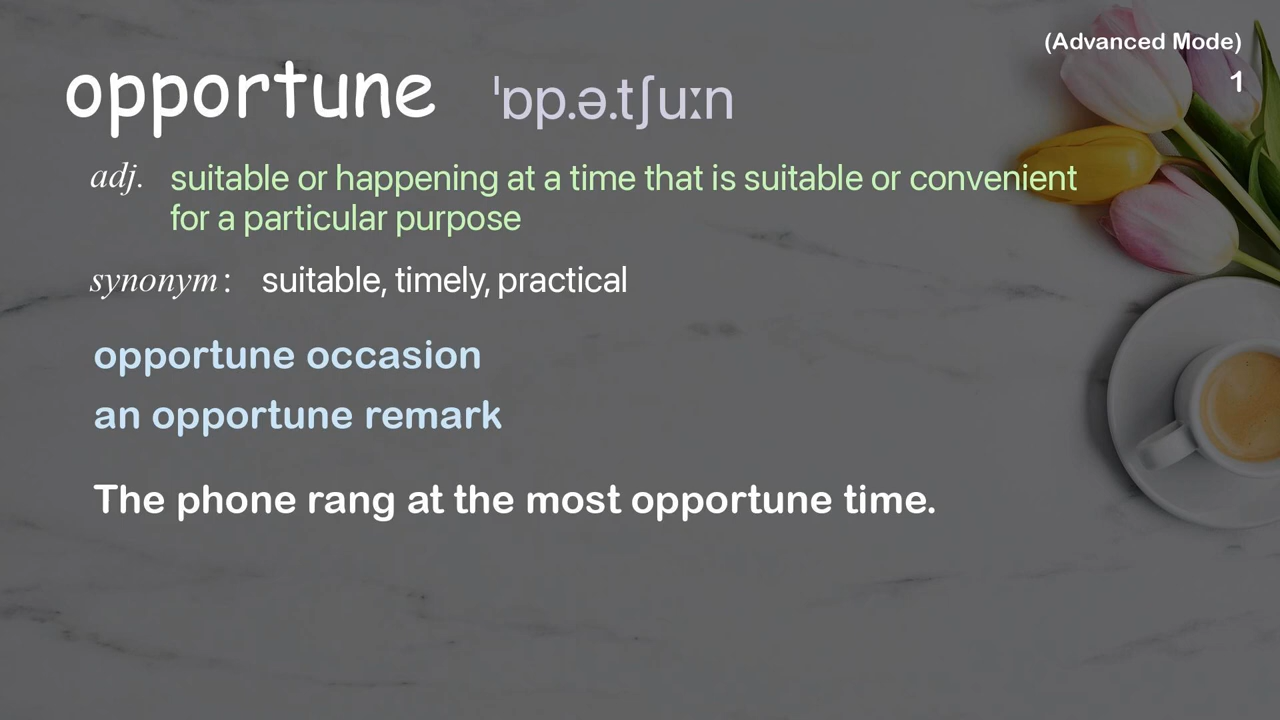 (Advanced Mode)
1
opportune ˈɒp.ə.tʃuːn
adj. suitable or happening at a time that is suitable or convenient
for a particular purpose
synonym: suitable, timely, practical
opportune occasion
an opportune remark
The phone rang at the most opportune time.